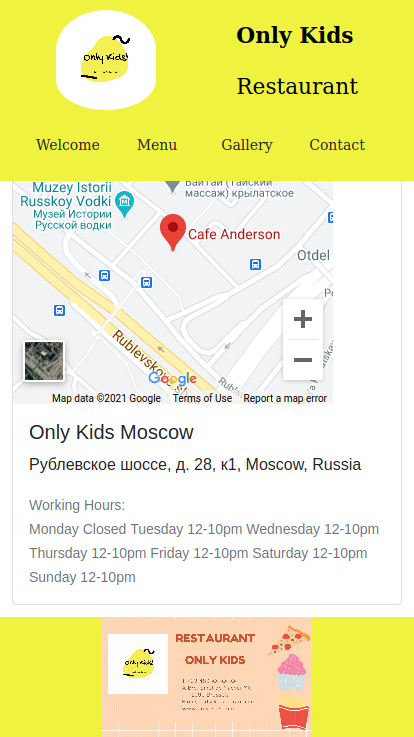 Only Kids!
Only Kids
Restaurant
Welcome Menu Gallery Contact
Вайтай (Тайский
массаж) крылатское
Muzey Istorii
Russkoy Vodki
Музей Истории
Русской водки
Cafe Anderson
Otdel
Rublevskoye
Google
Map data ©2021 Google Terms of Use Report a map error
Only Kids Moscow
Рублевское шоссе, д. 28, к1, Moscow, Russia
Working Hours:
Monday Closed Tuesday 12-10pm Wednesday 12-10pm
Thursday 12-10pm Friday 12-10pm Saturday 12-10pm
Sunday 12-10pm
Only Kids!
RESTAURANT
ONLY KIDS